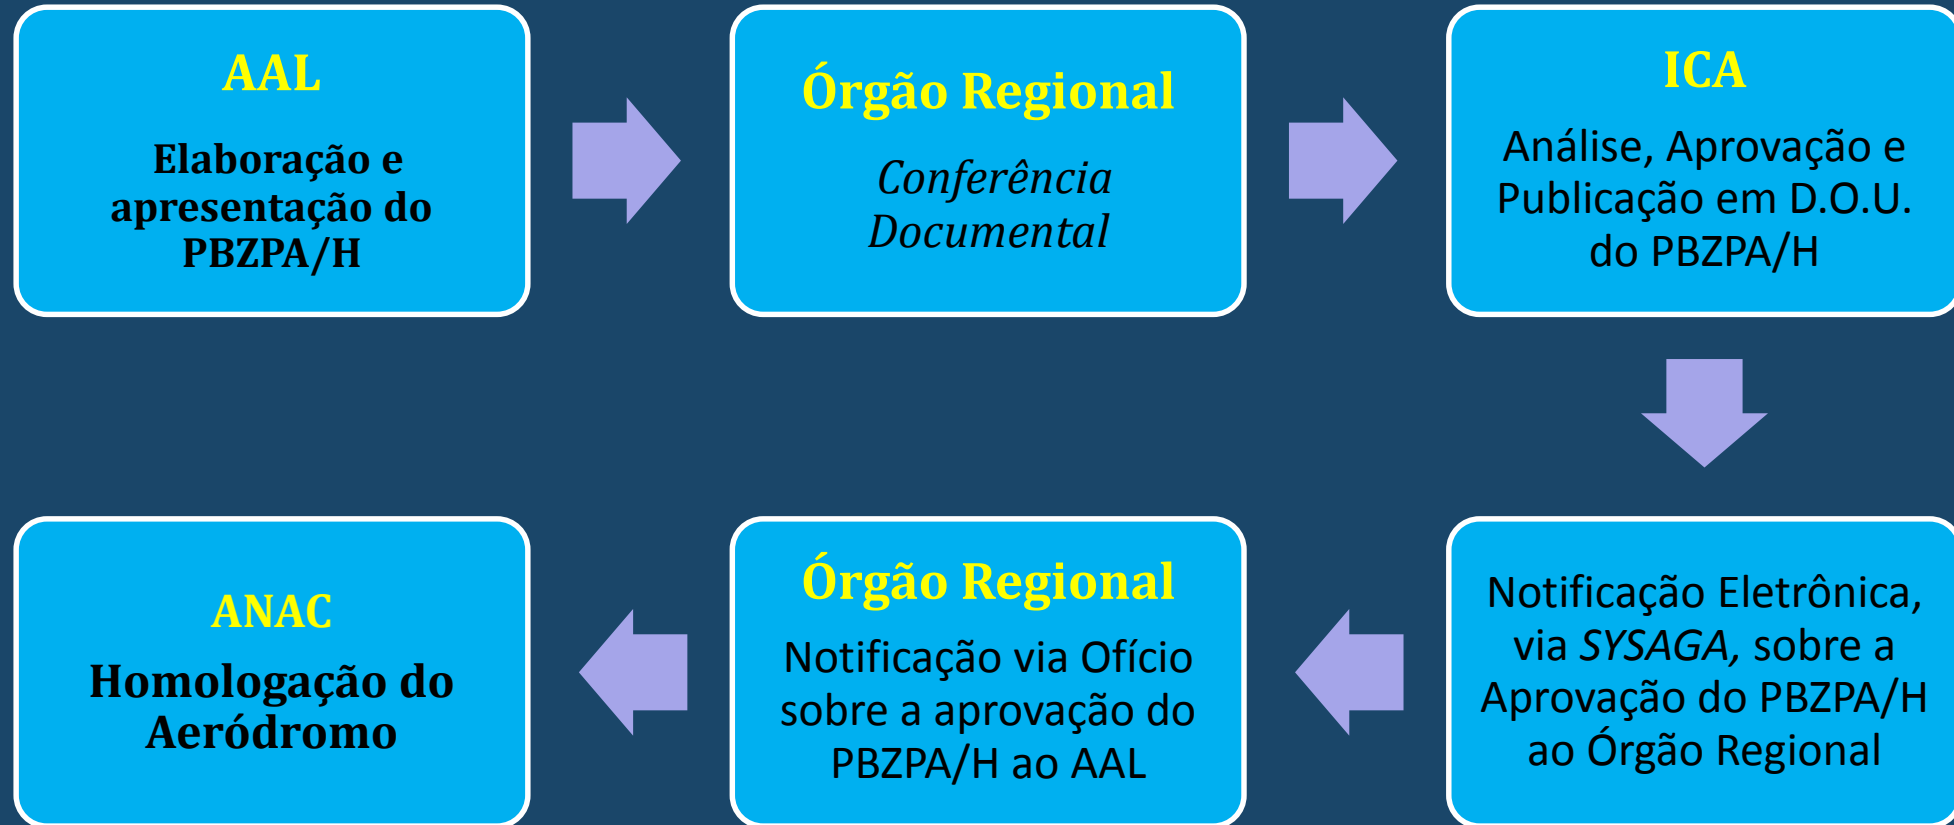 AAL
Elaboração e
apresentação do
PBZPA/H
Órgão Regional
Conferência
Documental
ICA
Análise, Aprovação e
Publicação em D.O.U.
do PBZPA/H
Notificação Eletrônica,
via SYSAGA, sobre a
Aprovação do PBZPA/H
ao Órgão Regional
Órgão Regional
Notificação via Ofício
sobre a aprovação do
PBZPA/H ao AAL
ANAC
Homologação do
Aeródromo